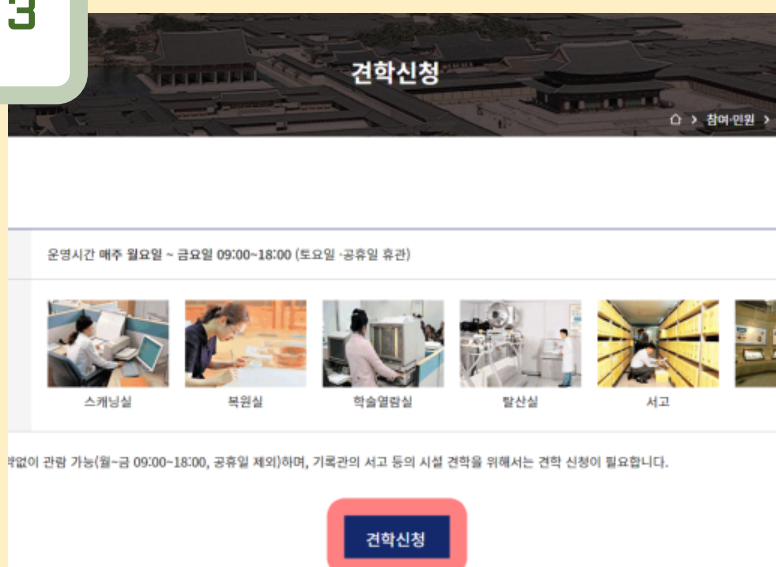 3
견학신청
참여·민원
운영시간 매주 월요일 ~ 금요일 09:00~18:00 (토요일 ·공휴일 휴관)
스캐닝실 복원실 학술열람실 탈산실 서고
관람 가능(월~금 09:00~18:00, 공휴일 제외)하며, 기록관의 서고 등의 시설 견학을 위해서는 견학 신청이 필요합니다.
견학신청